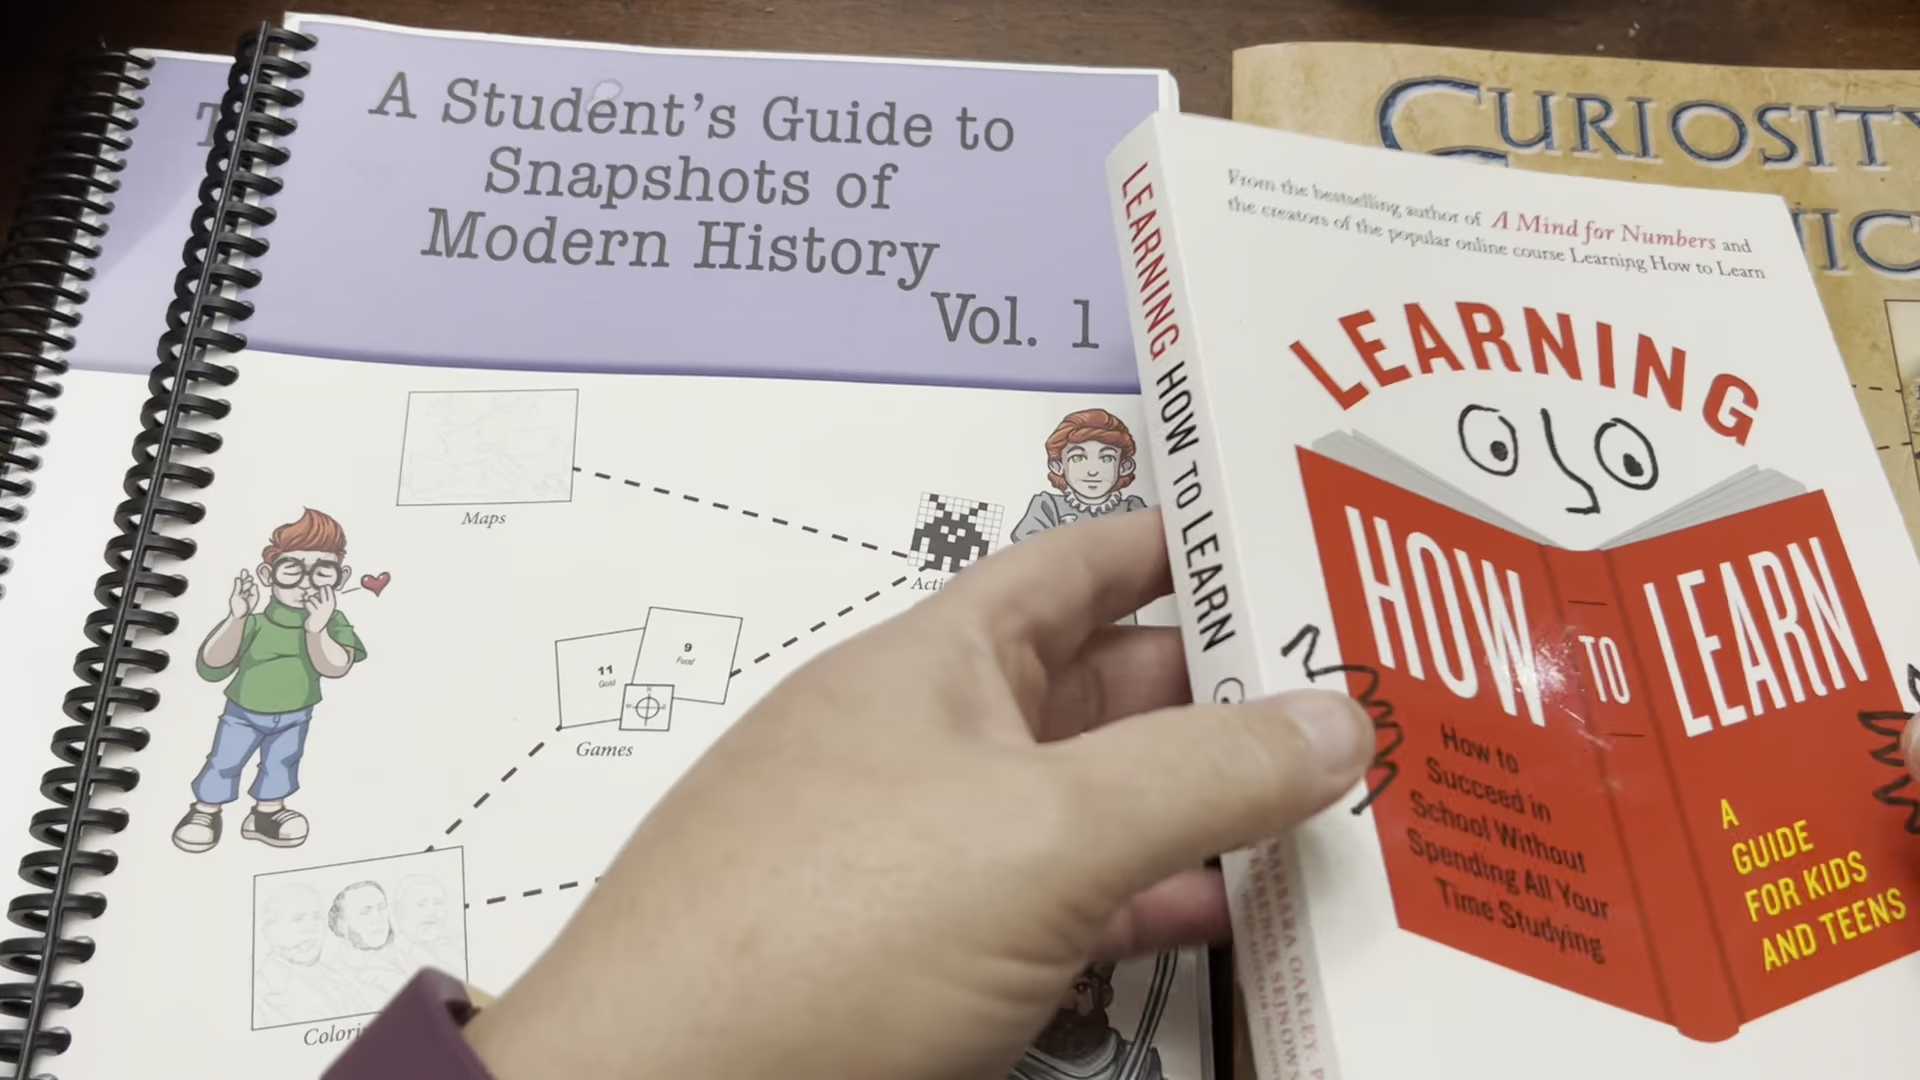 A Student's Guide to
Snapshots of
Modern History
Vol. 1
Maps
11
Gold
9
Food
Games
CURIOSITY
From the bestselling author of A Mind for Numbers and
the creators of the popular online course Learning How to Learn
LEARNING
HOW TO LEARN
How to
Succeed in
School Without
Spending All Your
Time Studying
A
GUIDE
FOR KIDS
AND TEENS
LEARNING HOW TO LEARN